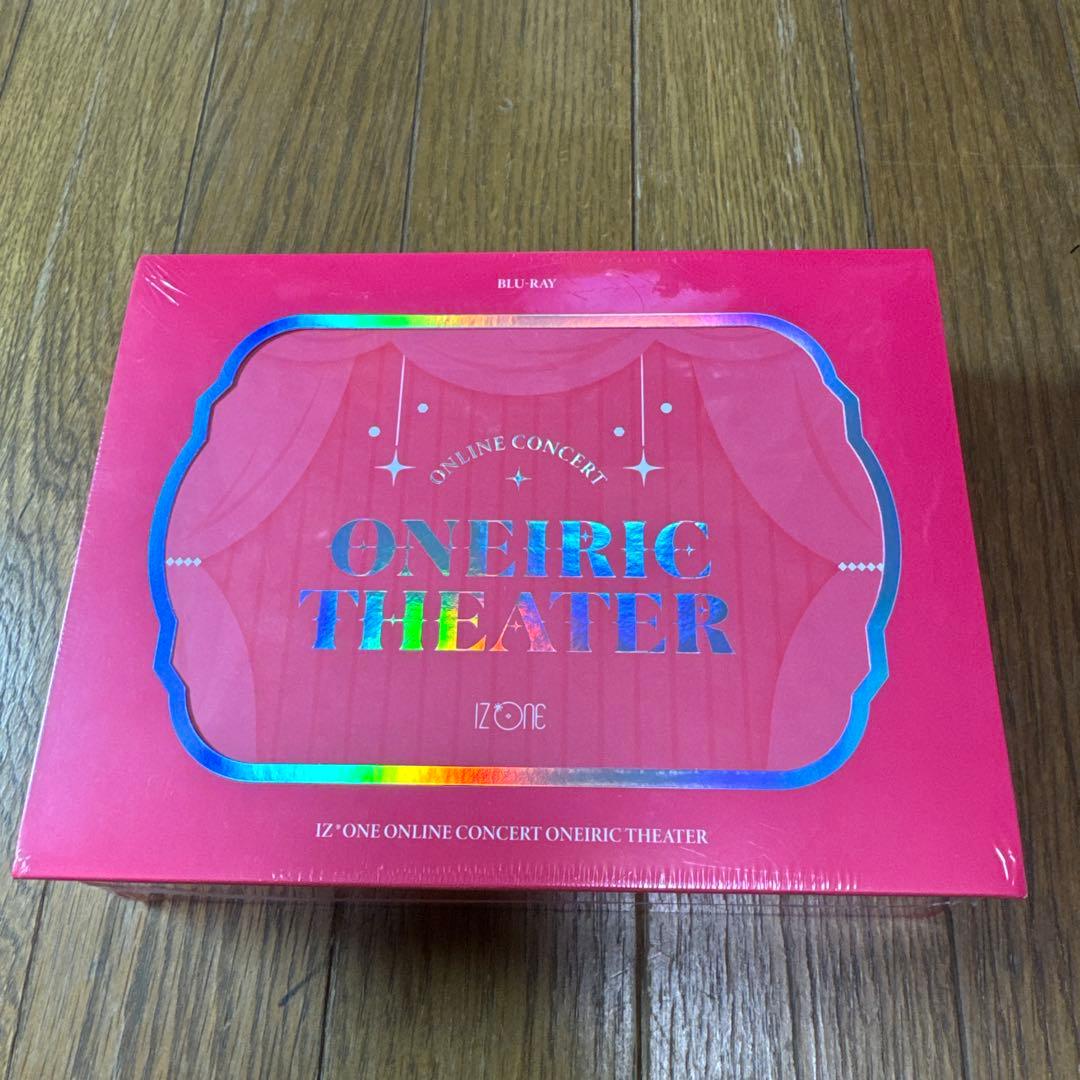 BLU-RAY
ONLINE CONCERT
ONEIRIC
THEATER
IZ*ONE
IZ*ONE ONLINE CONCERT ONEIRIC THEATER